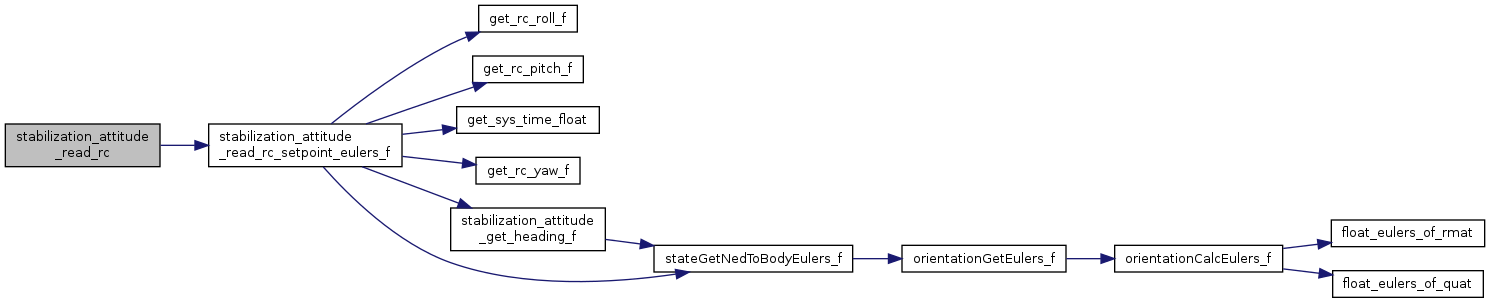 get_rc_roll_f
get_rc_pitch_f
get_sys_time_float
stabilization_attitude
_read_rc
stabilization_attitude
_read_rc_setpoint_eulers_f
get_rc_yaw_f
stabilization_attitude
_get_heading_f
stateGetNedToBodyEulers_f
orientationGetEulers_f
orientationCalcEulers_f
float_eulers_of_rmat
float_eulers_of_quat